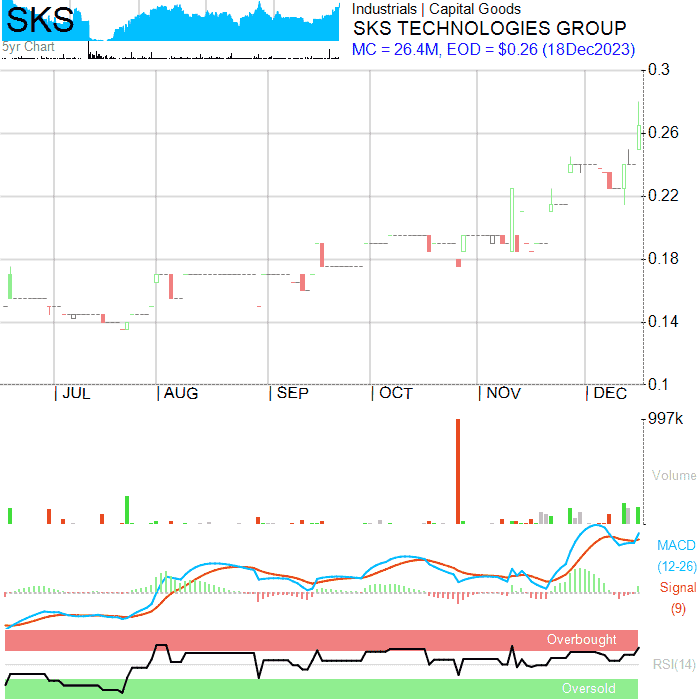 SKS
5yr Chart
Industrials | Capital Goods
SKS TECHNOLOGIES GROUP
MC = 26.4M, EOD = $0.26 (18Dec2023)
0.3
0.26
0.22
0.18
0.14
0.1
JUL AUG SEP OCT NOV DEC
997k
Volume
MACD
(12-26)
Signal
(9)
Overbought
RSI(14)
Oversold